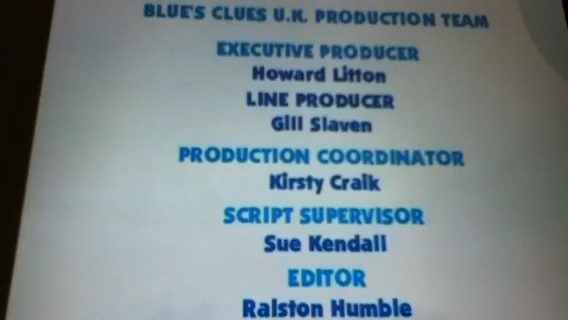 BLUE'S CLUES U.K. PRODUCTION TEAM
EXECUTIVE PRODUCER
Howard Litton
LINE PRODUCER
Gill Slaven
PRODUCTION COORDINATOR
Kirsty Craik
SCRIPT SUPERVISOR
Sue Kendall
EDITOR
Ralston Humble